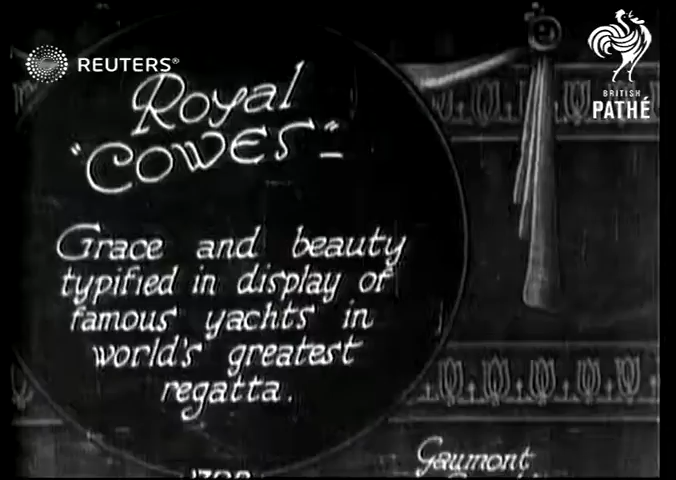 REUTERS®
BRITISH
PATHÉ
Royal
"COWES" –
Grace and beauty
typified in display of
famous yachts in
world's greatest
regatta.
Gaumont